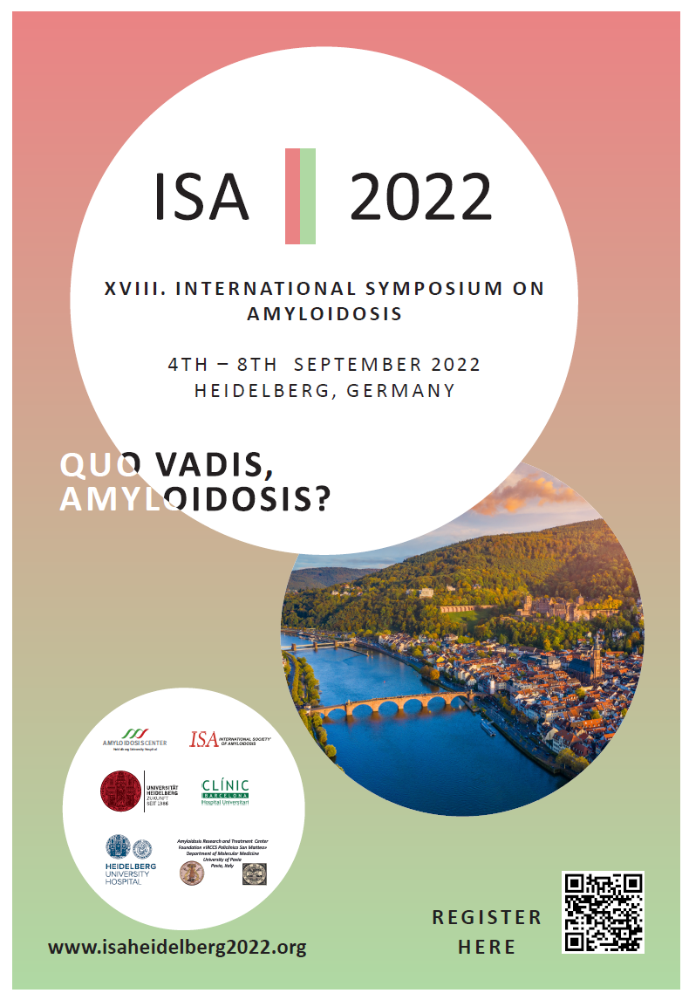 ISA 2022
XVIII. INTERNATIONAL SYMPOSIUM ON
AMYLOIDOSIS
4TH – 8TH SEPTEMBER 2022
HEIDELBERG, GERMANY
QUO VADIS,
AMYLOIDOSIS?
AMYLOIDOSIS CENTER
Heidelberg University Hospital
ISA INTERNATIONAL SOCIETY
OF AMYLOIDOSIS
UNIVERSITÄT
HEIDELBERG
ZUKUNFT
SEIT 1386
CLÍNIC
BARCELONA
Hospital Universitari
HEIDELBERG
UNIVERSITY
HOSPITAL
Amyloidosis Research and Treatment Center
Foundation «IRCCS Policlinico San Matteo»
Department of Molecular Medicine
University of Pavia
Pavia, Italy
REGISTER
HERE
www.isaheidelberg2022.org